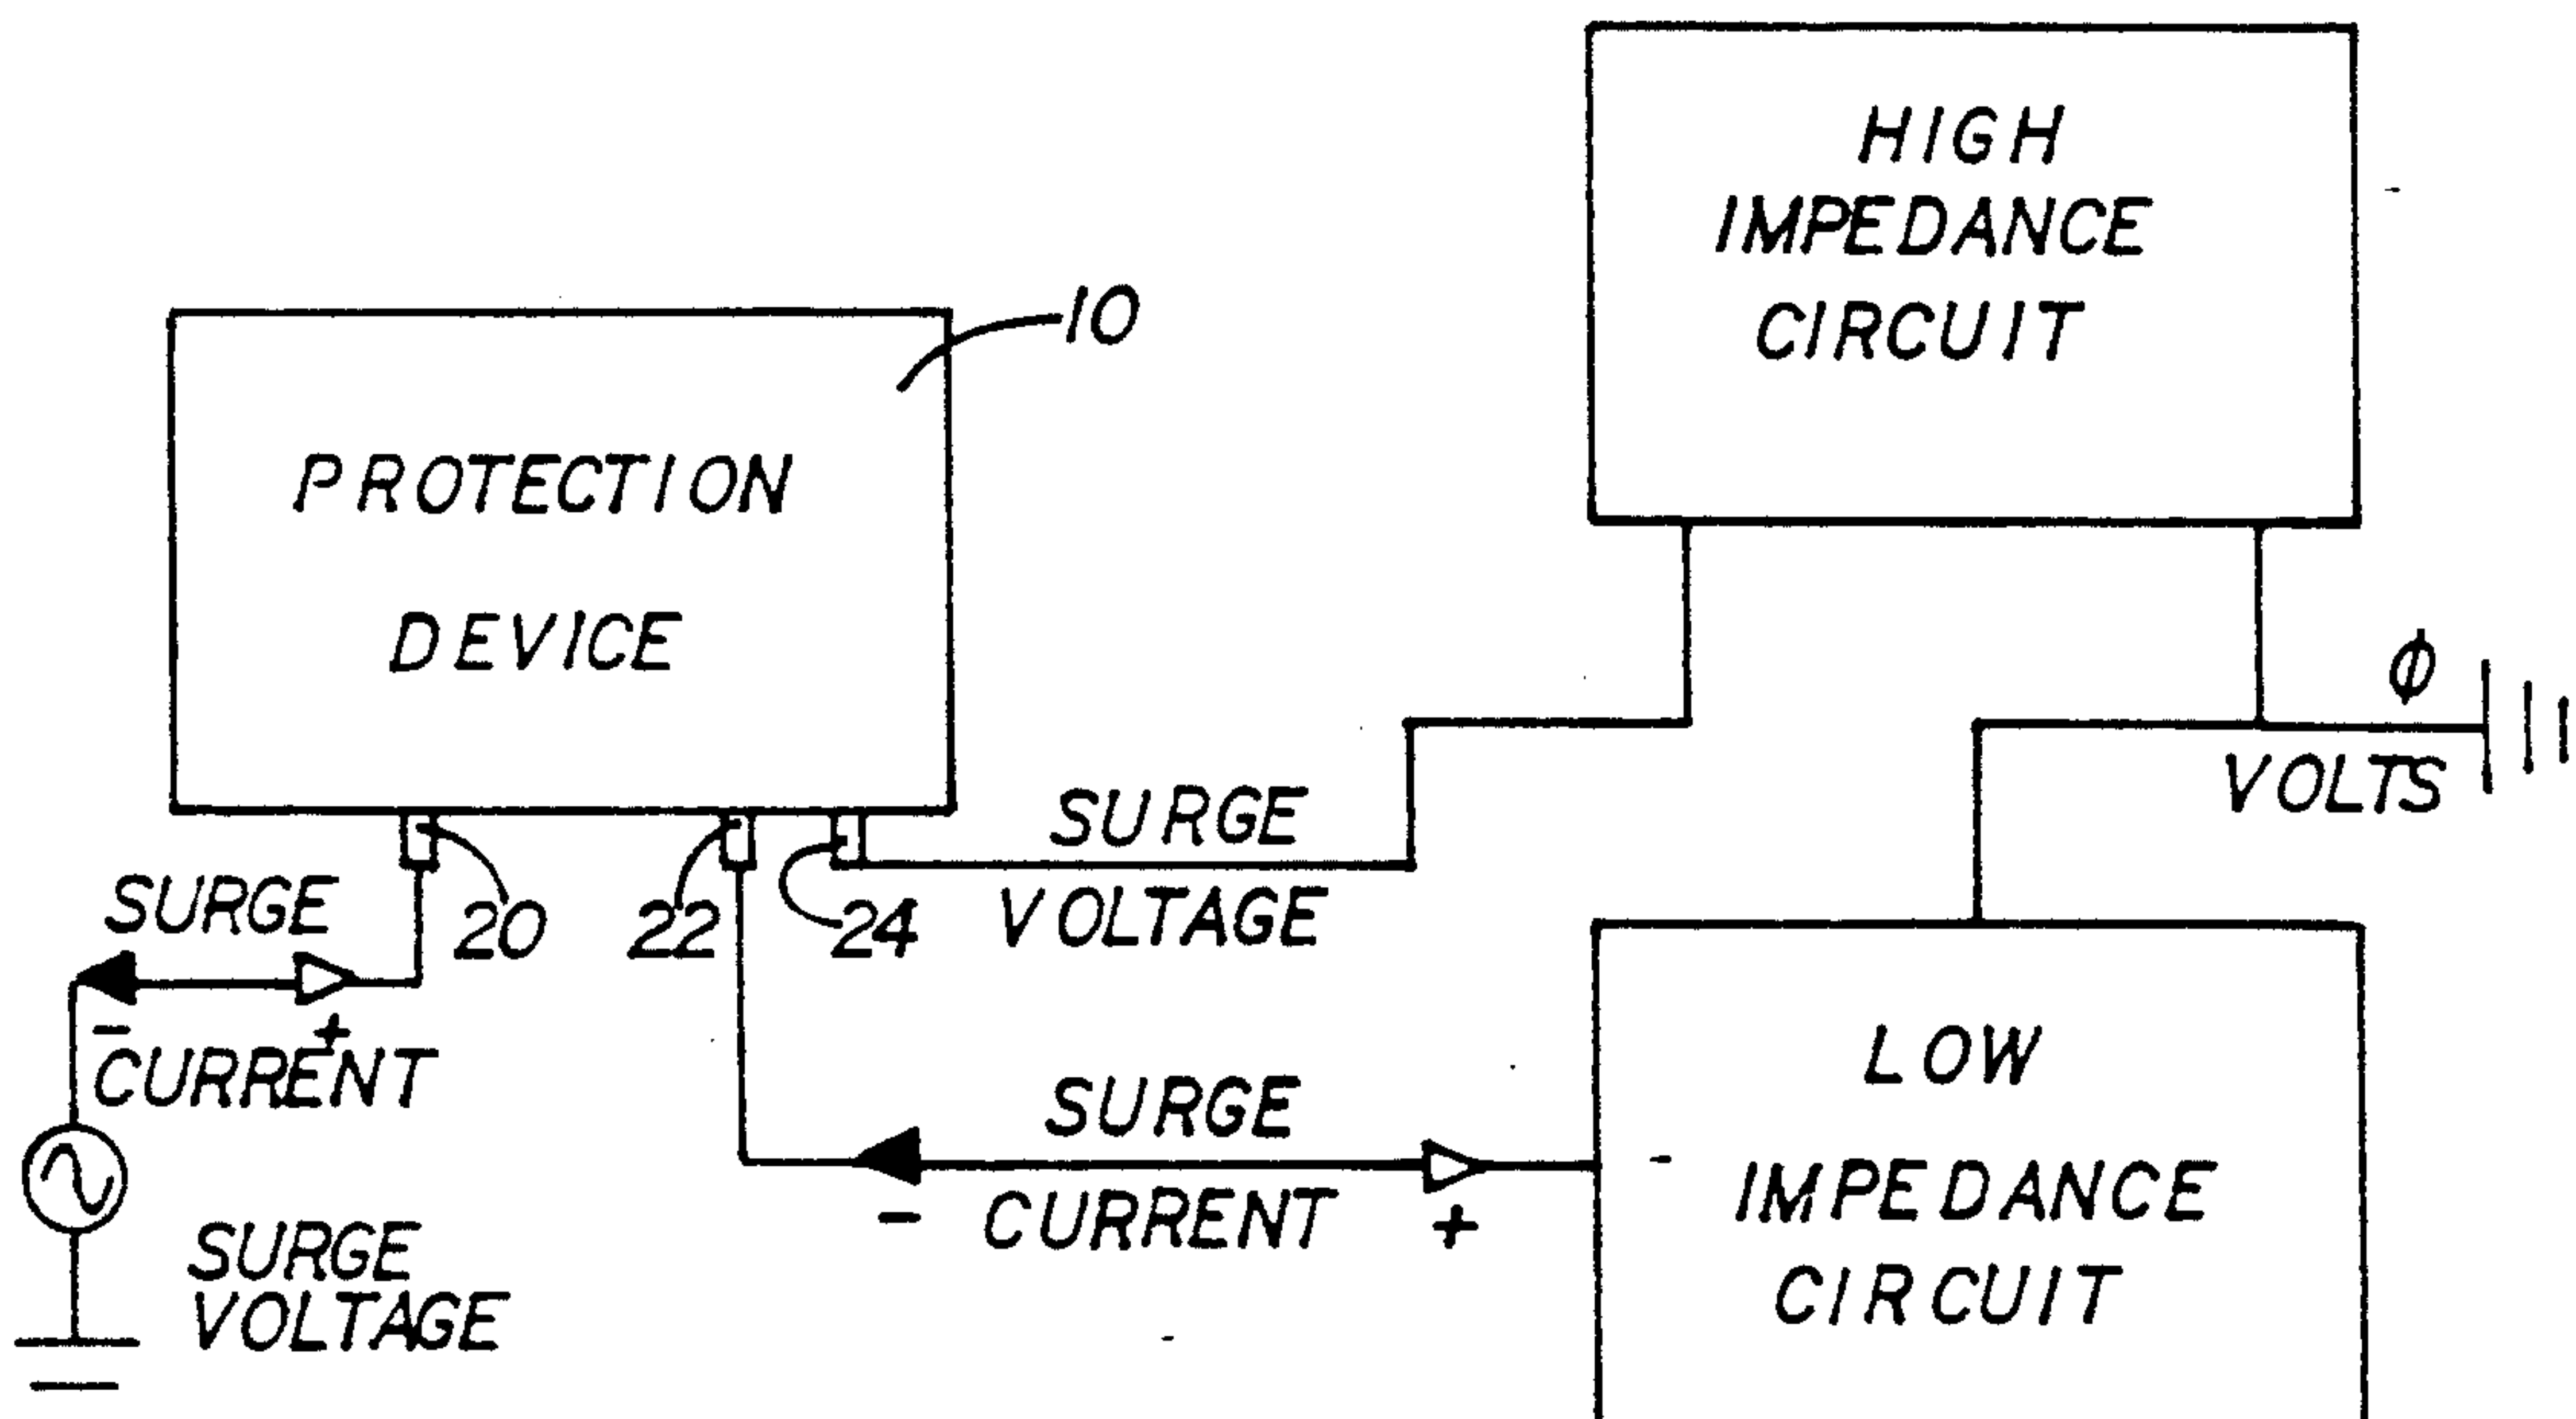 HIGH
IMPEDANCE
CIRCUIT
10
PROTECTION
DEVICE
ϕ
VOLTS
SURGE
VOLTAGE
20
22
24
SURGE
- +
CURRENT
SURGE
CURRENT
- +
SURGE
VOLTAGE
LOW
IMPEDANCE
CIRCUIT